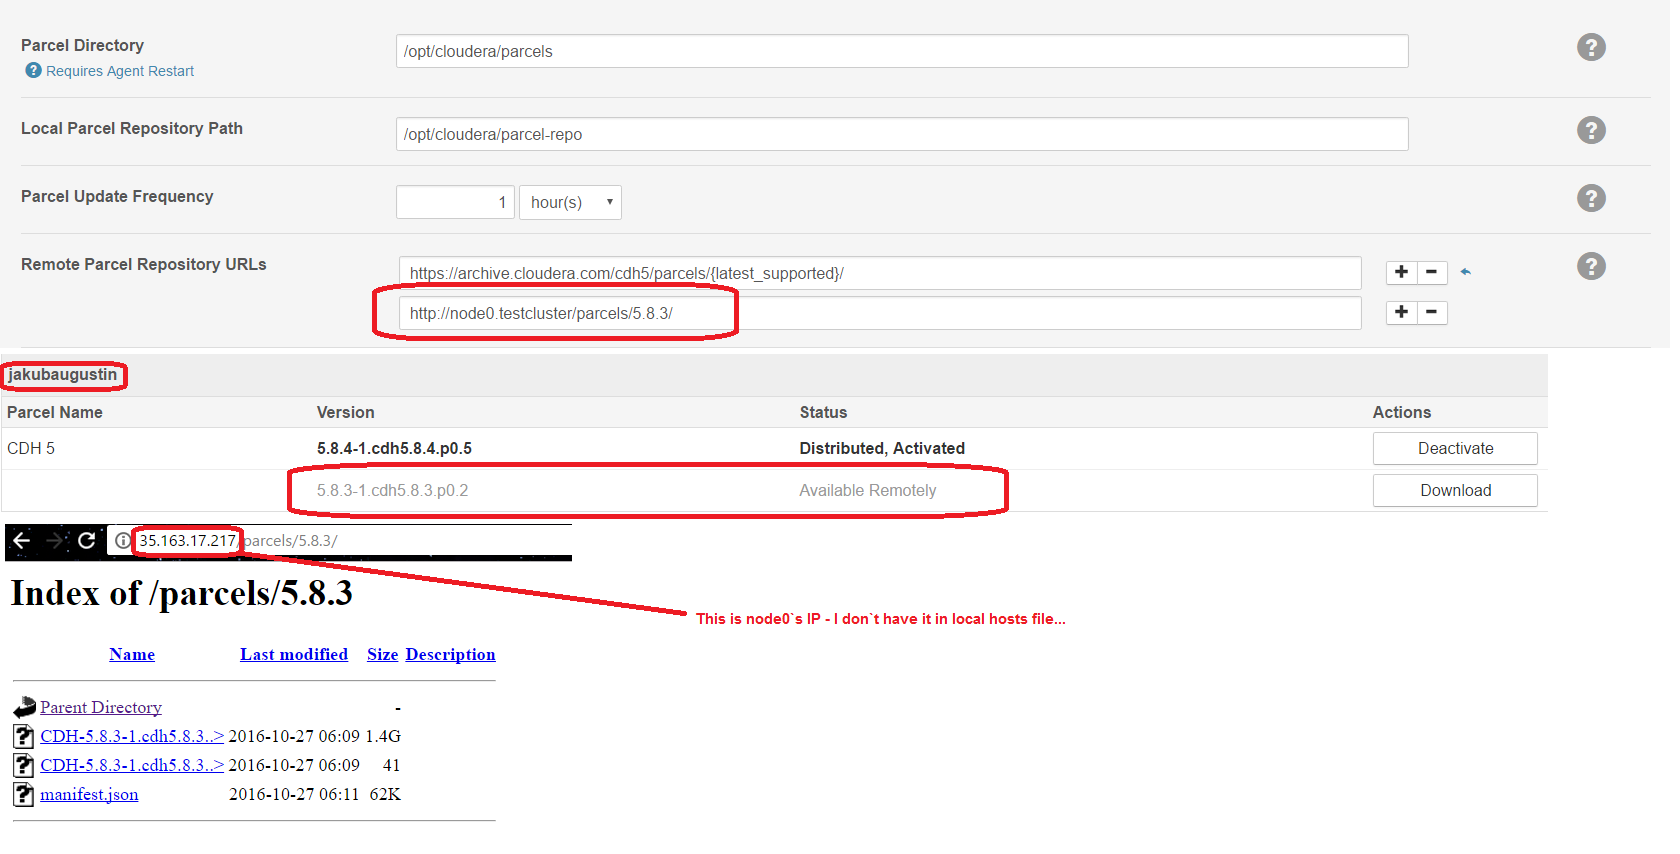 Parcel Directory
/opt/cloudera/parcels
?
? Requires Agent Restart
Local Parcel Repository Path
/opt/cloudera/parcel-repo
?
Parcel Update Frequency
1 hour(s)
?
Remote Parcel Repository URLs
https://archive.cloudera.com/cdh5/parcels/{latest_supported}/
+ -
?
http://node0.testcluster/parcels/5.8.3/
+ -
jakubaugustin
Parcel Name Version Status Actions
CDH 5 5.8.4-1.cdh5.8.4.p0.5 Distributed, Activated Deactivate
5.8.3-1.cdh5.8.3.p0.2 Available Remotely Download
35.163.17.217/parcels/5.8.3/
Index of /parcels/5.8.3
This is node0`s IP - I don`t have it in local hosts file...
Name Last modified Size Description
Parent Directory -
? CDH-5.8.3-1.cdh5.8.3..> 2016-10-27 06:09 1.4G
? CDH-5.8.3-1.cdh5.8.3..> 2016-10-27 06:09 41
? manifest.json 2016-10-27 06:11 62K